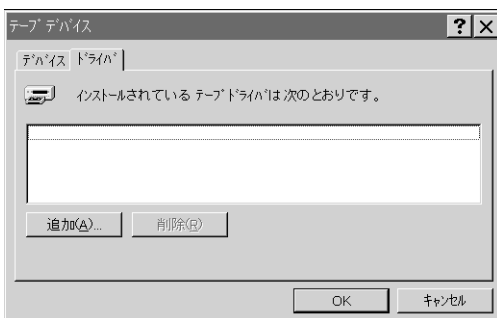 テープ デバイス
デバイス ドライバ
インストールされている テープ ドライバは 次のとおりです。
追加(A)... 削除(R)
OK キャンセル